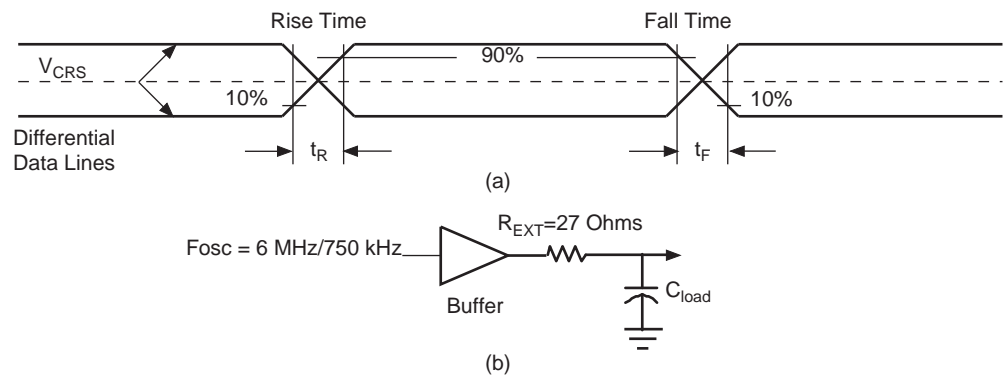 Rise Time
Fall Time
VCRS
90%
10%
10%
Differential
Data Lines
tR
tF
(a)
REXT=27 Ohms
Fosc = 6 MHz/750 kHz
Cload
Buffer
(b)